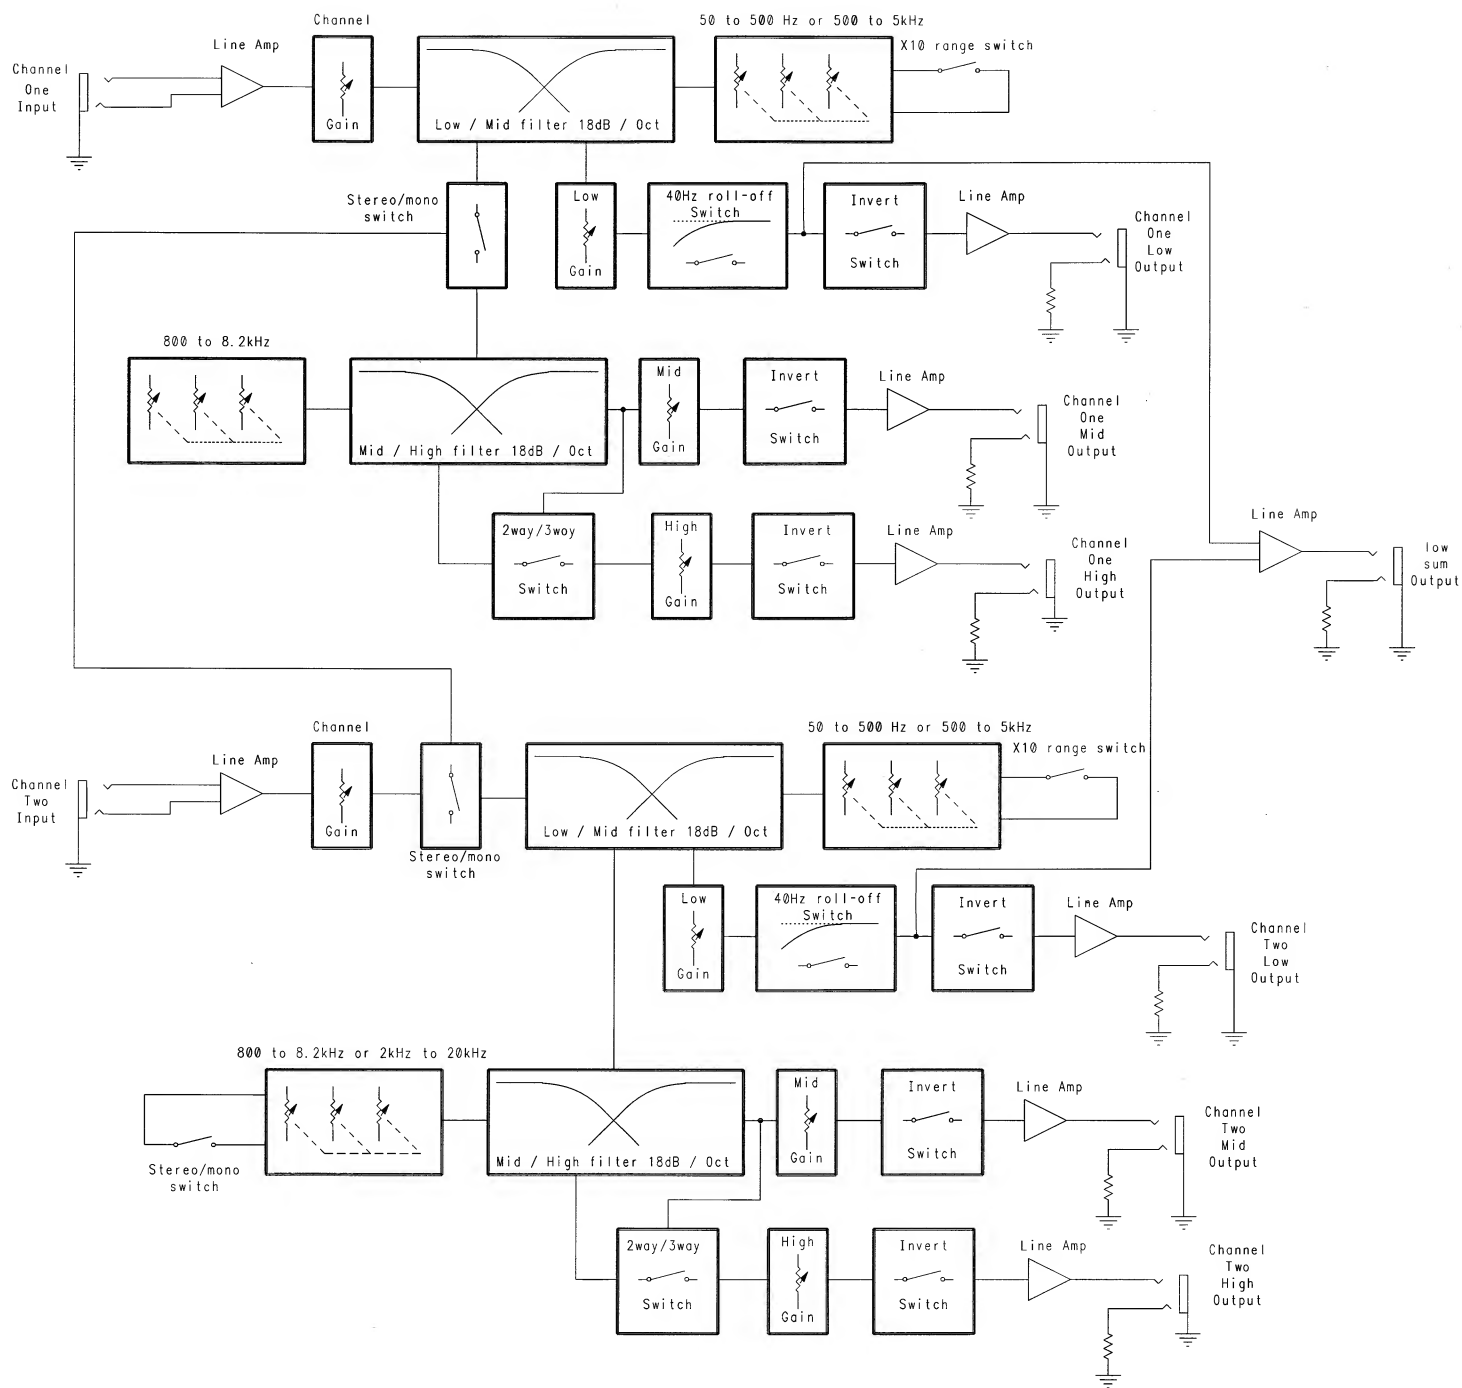 Channel
50 to 500 Hz or 500 to 5kHz
Line Amp
X10 range switch
Channel
One
Input
Gain
Low / Mid filter 18dB / Oct
Stereo/mono
switch
Low
Gain
40Hz roll-off
Switch
Invert
Switch
Line Amp
Channel
One
Low
Output
800 to 8.2kHz
Mid / High filter 18dB / Oct
Mid
Gain
Invert
Switch
Line Amp
Channel
One
Mid
Output
2way/3way
Switch
High
Gain
Invert
Switch
Line Amp
Channel
One
High
Output
Line Amp
low
sum
Output
Channel
50 to 500 Hz or 500 to 5kHz
Line Amp
X10 range switch
Channel
Two
Input
Gain
Stereo/mono
switch
Low / Mid filter 18dB / Oct
Low
Gain
40Hz roll-off
Switch
Invert
Switch
Line Amp
Channel
Two
Low
Output
800 to 8.2kHz or 2kHz to 20kHz
Stereo/mono
switch
Mid / High filter 18dB / Oct
Mid
Gain
Invert
Switch
Line Amp
Channel
Two
Mid
Output
2way/3way
Switch
High
Gain
Invert
Switch
Line Amp
Channel
Two
High
Output